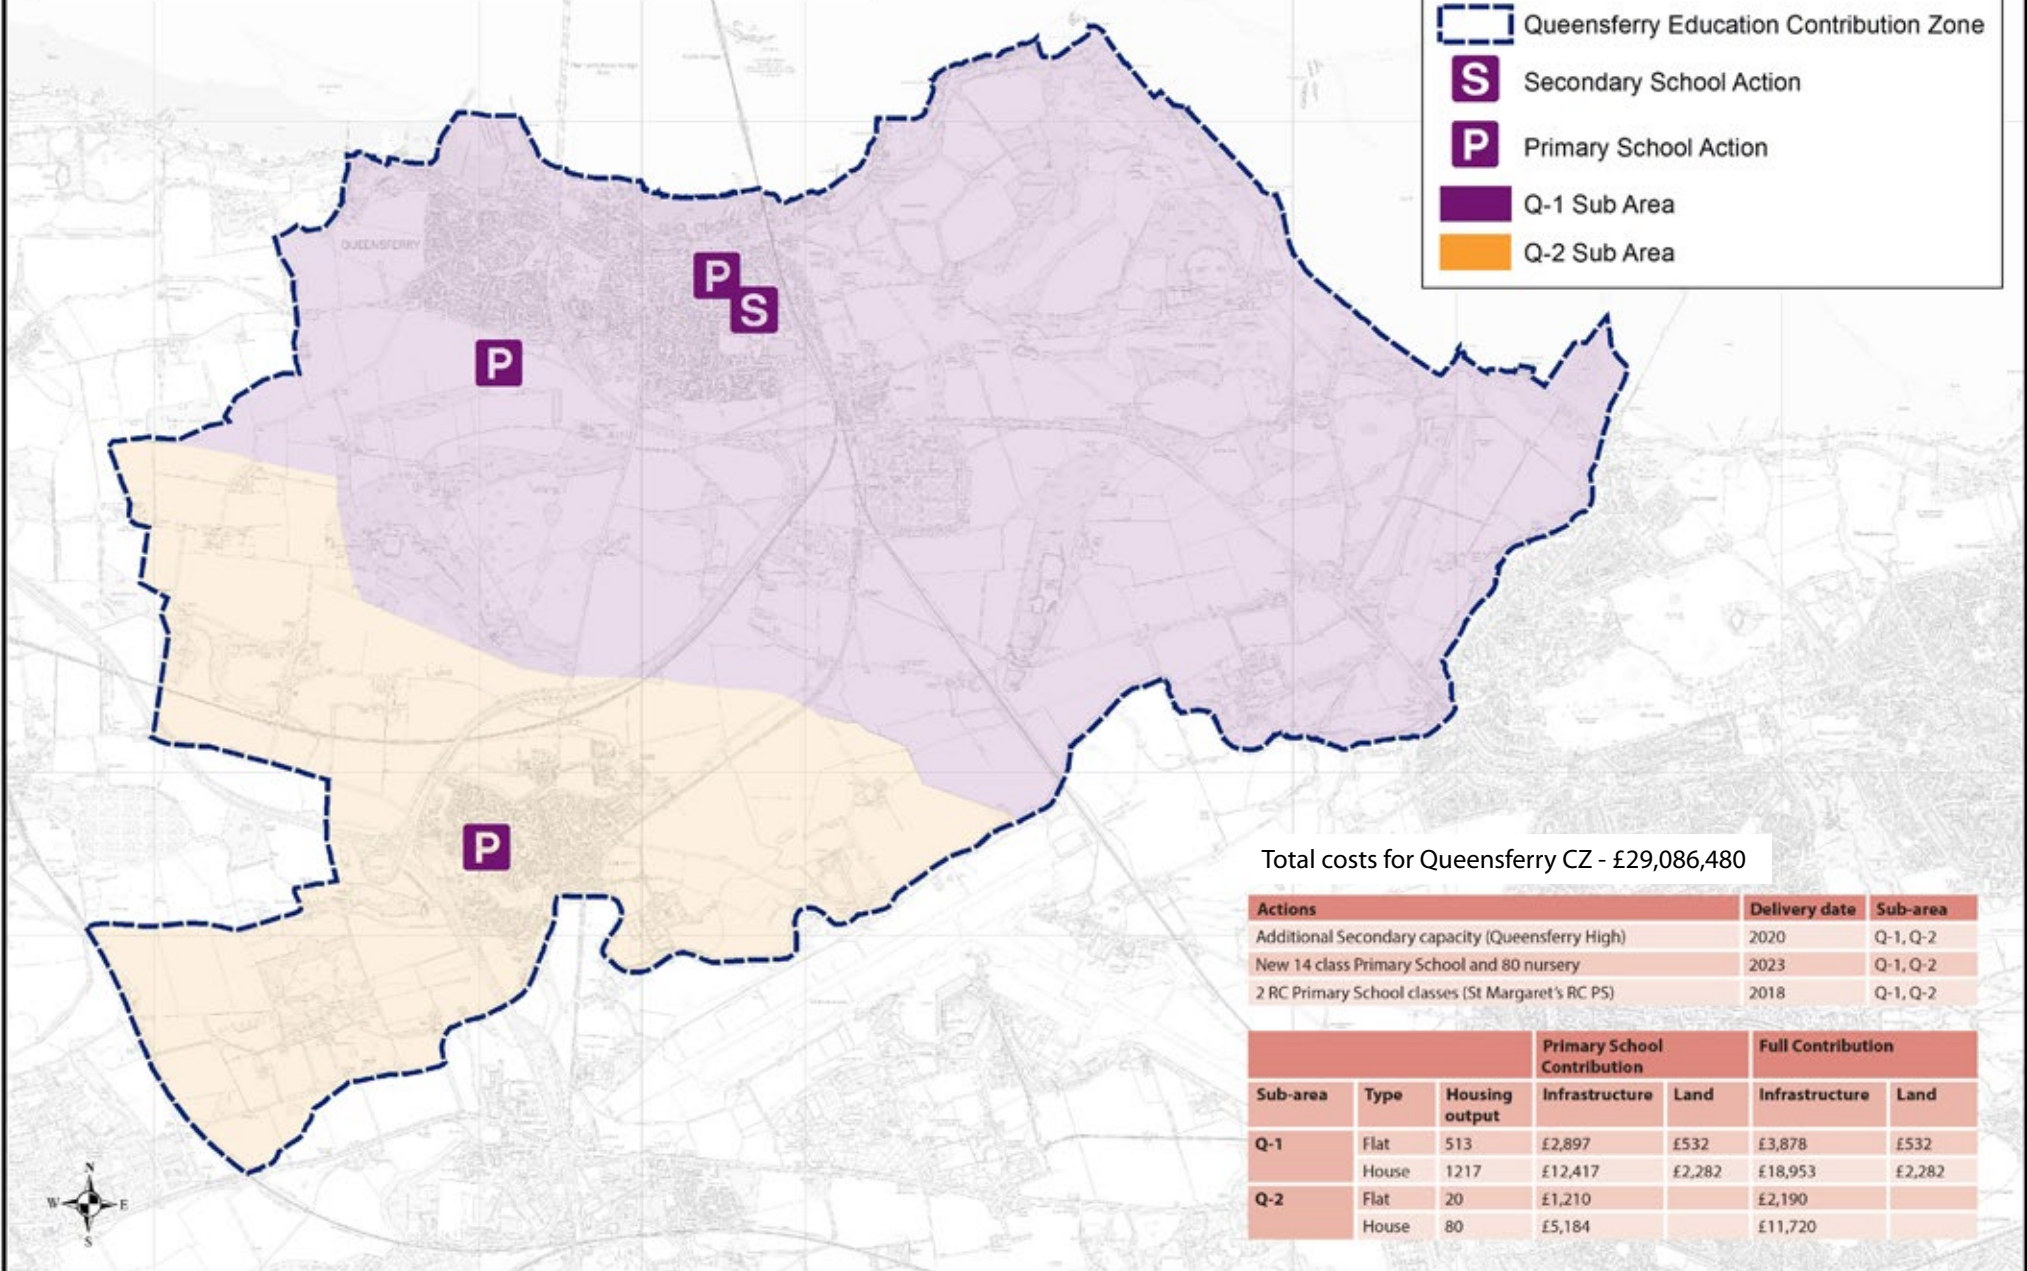 Queensferry Education Contribution Zone
S Secondary School Action
P Primary School Action
Q-1 Sub Area
Q-2 Sub Area
QUEENSFERRY
P
S
P
P
N
W E
S
Total costs for Queensferry CZ - £29,086,480
Actions Delivery date Sub-area
Additional Secondary capacity (Queensferry High) 2020 Q-1, Q-2
New 14 class Primary School and 80 nursery 2023 Q-1, Q-2
2 RC Primary School classes (St Margaret's RC PS) 2018 Q-1, Q-2
Primary School Contribution Full Contribution
Sub-area Type Housing output Infrastructure Land Infrastructure Land
Q-1 Flat 513 £2,897 £532 £3,878 £532
House 1217 £12,417 £2,282 £18,953 £2,282
Q-2 Flat 20 £1,210 £2,190
House 80 £5,184 £11,720